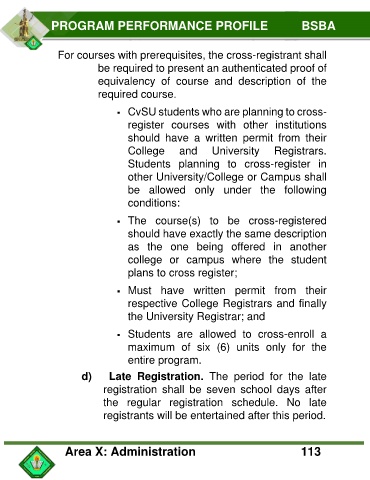 PROGRAM PERFORMANCE PROFILE BSBA
For courses with prerequisites, the cross-registrant shall
be required to present an authenticated proof of
equivalency of course and description of the
required course.
• CvSU students who are planning to cross-
register courses with other institutions
should have a written permit from their
College and University Registrars.
Students planning to cross-register in
other University/College or Campus shall
be allowed only under the following
conditions:
• The course(s) to be cross-registered
should have exactly the same description
as the one being offered in another
college or campus where the student
plans to cross register;
• Must have written permit from their
respective College Registrars and finally
the University Registrar; and
• Students are allowed to cross-enroll a
maximum of six (6) units only for the
entire program.
d) Late Registration. The period for the late
registration shall be seven school days after
the regular registration schedule. No late
registrants will be entertained after this period.
Area X: Administration 113